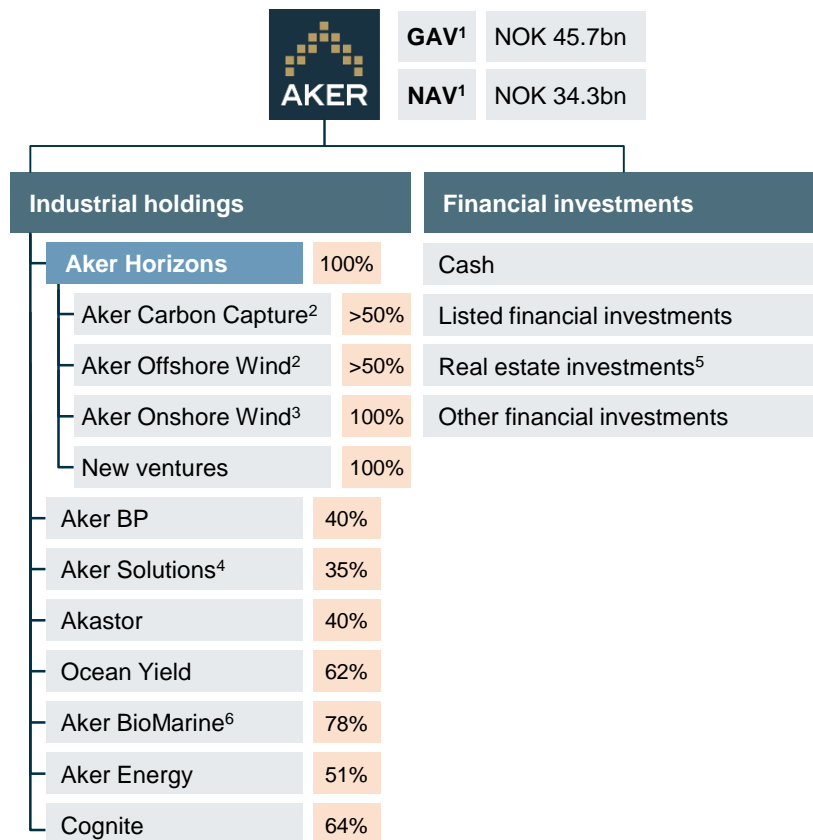 AKER
GAV¹ NOK 45.7bn
NAV¹ NOK 34.3bn
Industrial holdings
Aker Horizons 100%
Aker Carbon Capture² >50%
Aker Offshore Wind² >50%
Aker Onshore Wind³ 100%
New ventures 100%
Aker BP 40%
Aker Solutions⁴ 35%
Akastor 40%
Ocean Yield 62%
Aker BioMarine⁶ 78%
Aker Energy 51%
Cognite 64%
Financial investments
Cash
Listed financial investments
Real estate investments⁵
Other financial investments